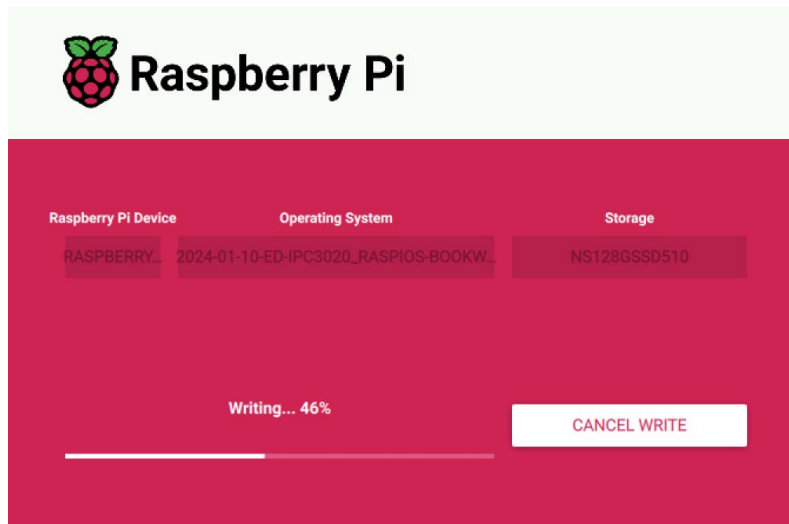 Raspberry Pi
Raspberry Pi Device Operating System Storage
RASPBERRY... 2024-01-10-ED-IPC3020_RASPIOS-BOOKW... NS128GSSD510
Writing... 46%
CANCEL WRITE